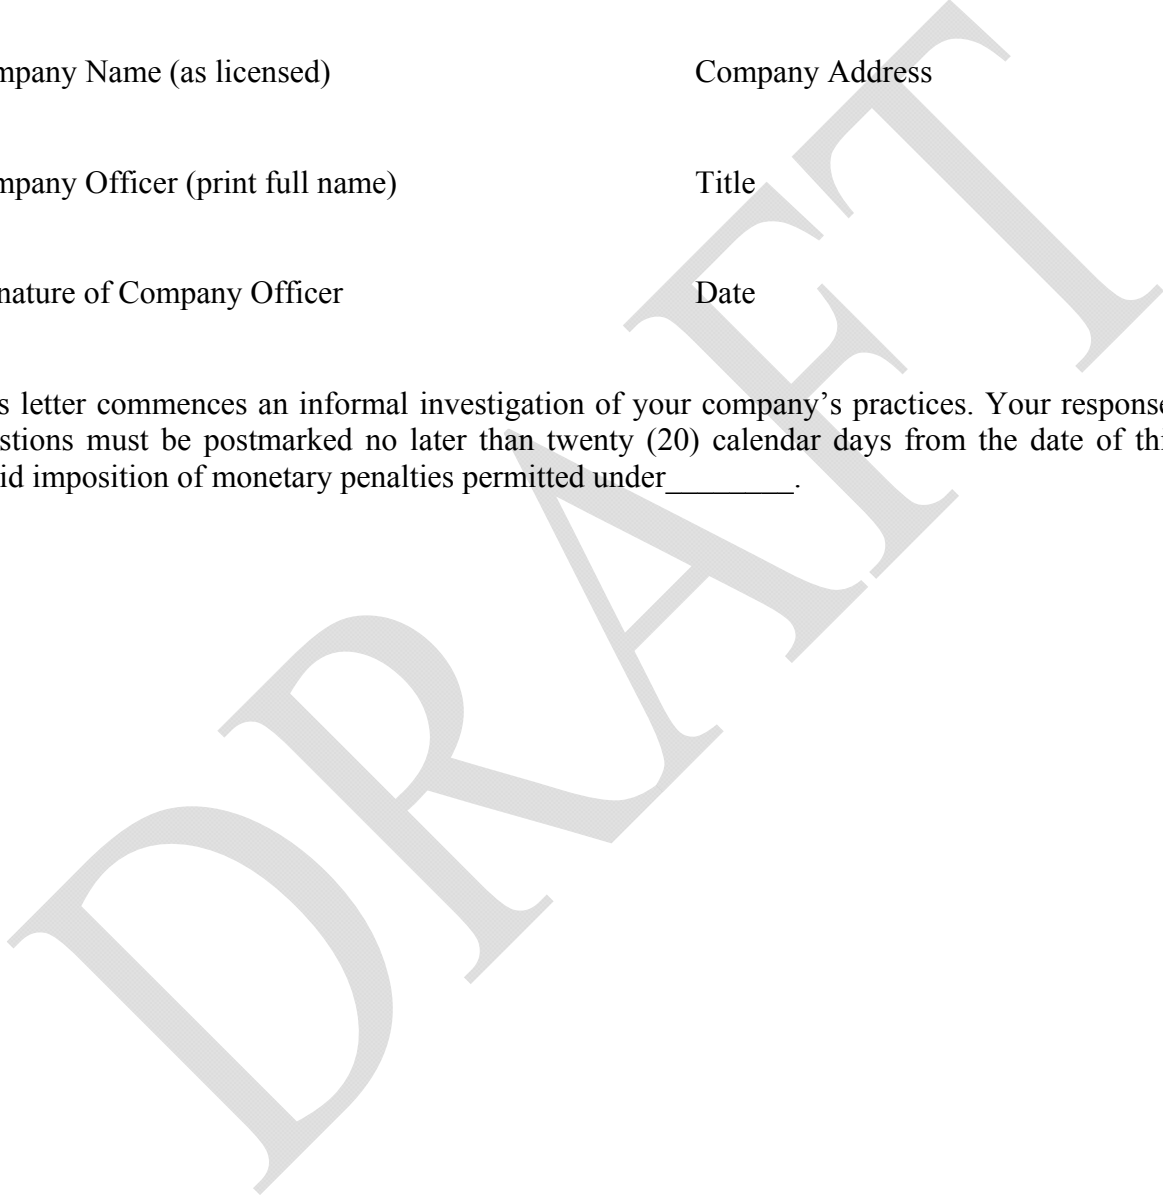 mpany Name (as licensed) Company Address
mpany Officer (print full name) Title
nature of Company Officer Date
s letter commences an informal investigation of your company’s practices. Your response
stions must be postmarked no later than twenty (20) calendar days from the date of thi
id imposition of monetary penalties permitted under________.
DRAFT